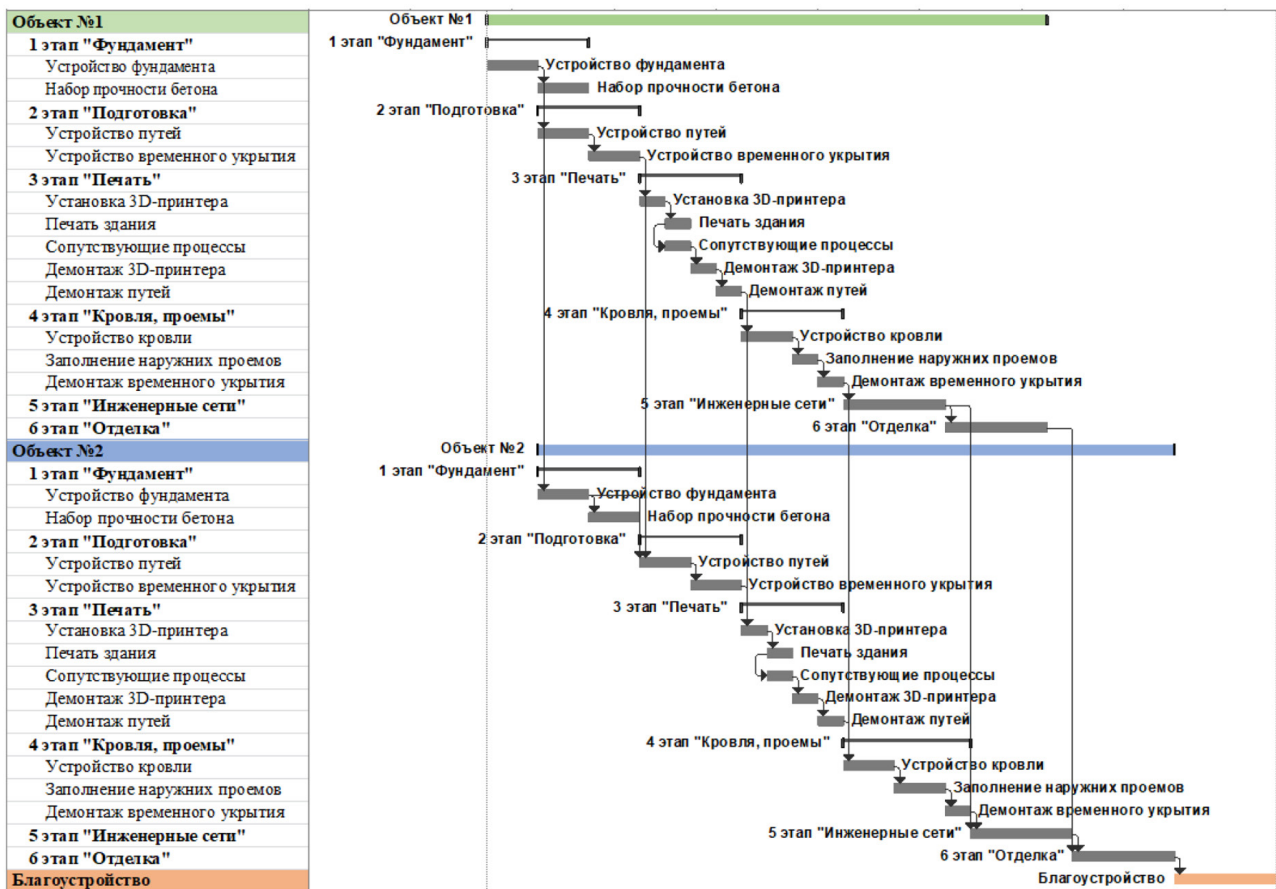 Объект №1
1 этап "Фундамент"
Устройство фундамента
Набор прочности бетона
2 этап "Подготовка"
Устройство путей
Устройство временного укрытия
3 этап "Печать"
Установка 3D-принтера
Печать здания
Сопутствующие процессы
Демонтаж 3D-принтера
Демонтаж путей
4 этап "Кровля, проемы"
Устройство кровли
Заполнение наружних проемов
Демонтаж временного укрытия
5 этап "Инженерные сети"
6 этап "Отделка"
Объект №2
1 этап "Фундамент"
Устройство фундамента
Набор прочности бетона
2 этап "Подготовка"
Устройство путей
Устройство временного укрытия
3 этап "Печать"
Установка 3D-принтера
Печать здания
Сопутствующие процессы
Демонтаж 3D-принтера
Демонтаж путей
4 этап "Кровля, проемы"
Устройство кровли
Заполнение наружних проемов
Демонтаж временного укрытия
5 этап "Инженерные сети"
6 этап "Отделка"
Благоустройство
Объект №1
1 этап "Фундамент"
Устройство фундамента
Набор прочности бетона
2 этап "Подготовка"
Устройство путей
Устройство временного укрытия
3 этап "Печать"
Установка 3D-принтера
Печать здания
Сопутствующие процессы
Демонтаж 3D-принтера
Демонтаж путей
4 этап "Кровля, проемы"
Устройство кровли
Заполнение наружних проемов
Демонтаж временного укрытия
5 этап "Инженерные сети"
6 этап "Отделка"
Объект №2
1 этап "Фундамент"
Устройство фундамента
Набор прочности бетона
2 этап "Подготовка"
Устройство путей
Устройство временного укрытия
3 этап "Печать"
Установка 3D-принтера
Печать здания
Сопутствующие процессы
Демонтаж 3D-принтера
Демонтаж путей
4 этап "Кровля, проемы"
Устройство кровли
Заполнение наружних проемов
Демонтаж временного укрытия
5 этап "Инженерные сети"
6 этап "Отделка"
Благоустройство